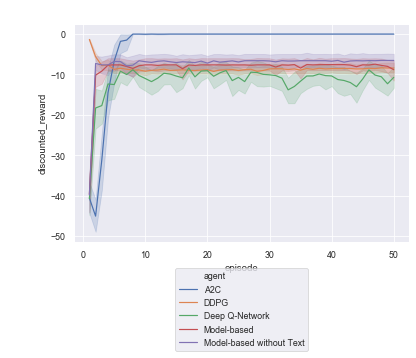 0
−10
−20
−30
−40
−50
discounted_reward
0 10 20 30 40 50
episode
agent
A2C
DDPG
Deep Q-Network
Model-based
Model-based without Text